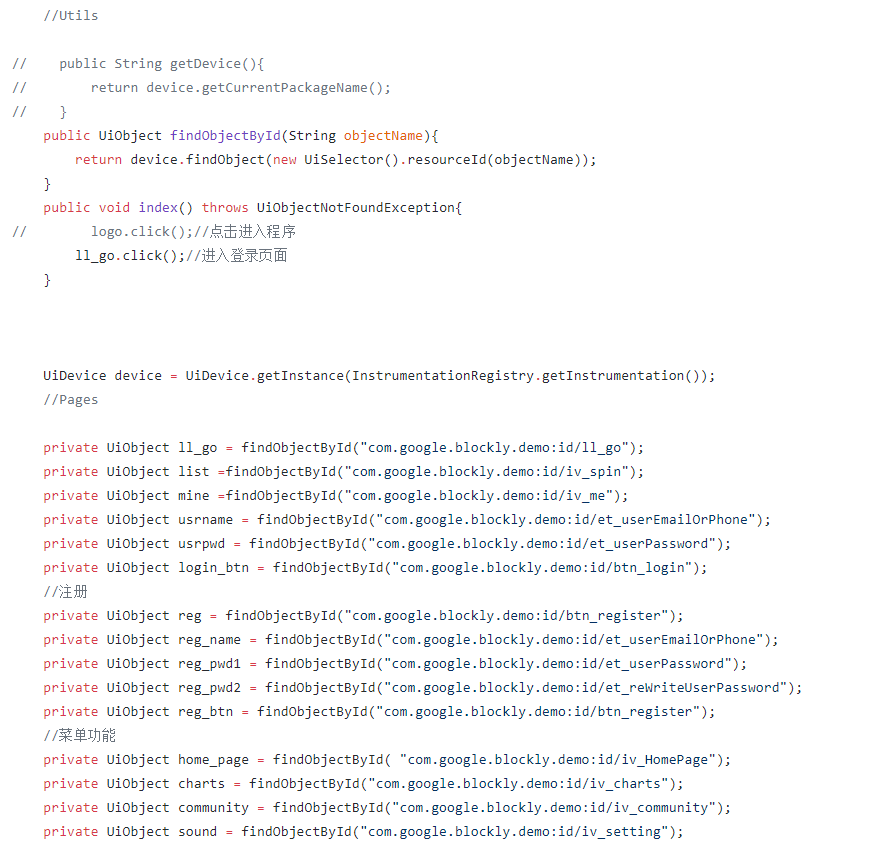 //Utils
//    public String getDevice(){
//        return device.getCurrentPackageName();
//    }
public UiObject findObjectById(String objectName){
return device.findObject(new UiSelector().resourceId(objectName));
}
public void index() throws UiObjectNotFoundException{
//        logo.click();//点击进入程序
ll_go.click();//进入登录页面
}
UiDevice device = UiDevice.getInstance(InstrumentationRegistry.getInstrumentation());
//Pages
private UiObject ll_go = findObjectById("com.google.blockly.demo:id/ll_go");
private UiObject list =findObjectById("com.google.blockly.demo:id/iv_spin");
private UiObject mine =findObjectById("com.google.blockly.demo:id/iv_me");
private UiObject usrname = findObjectById("com.google.blockly.demo:id/et_userEmailOrPhone");
private UiObject usrpwd = findObjectById("com.google.blockly.demo:id/et_userPassword");
private UiObject login_btn = findObjectById("com.google.blockly.demo:id/btn_login");
//注册
private UiObject reg = findObjectById("com.google.blockly.demo:id/btn_register");
private UiObject reg_name = findObjectById("com.google.blockly.demo:id/et_userEmailOrPhone");
private UiObject reg_pwd1 = findObjectById("com.google.blockly.demo:id/et_userPassword");
private UiObject reg_pwd2 = findObjectById("com.google.blockly.demo:id/et_reWriteUserPassword");
private UiObject reg_btn = findObjectById("com.google.blockly.demo:id/btn_register");
//菜单功能
private UiObject home_page = findObjectById( "com.google.blockly.demo:id/iv_HomePage");
private UiObject charts = findObjectById("com.google.blockly.demo:id/iv_charts");
private UiObject community = findObjectById("com.google.blockly.demo:id/iv_community");
private UiObject sound = findObjectById("com.google.blockly.demo:id/iv_setting");